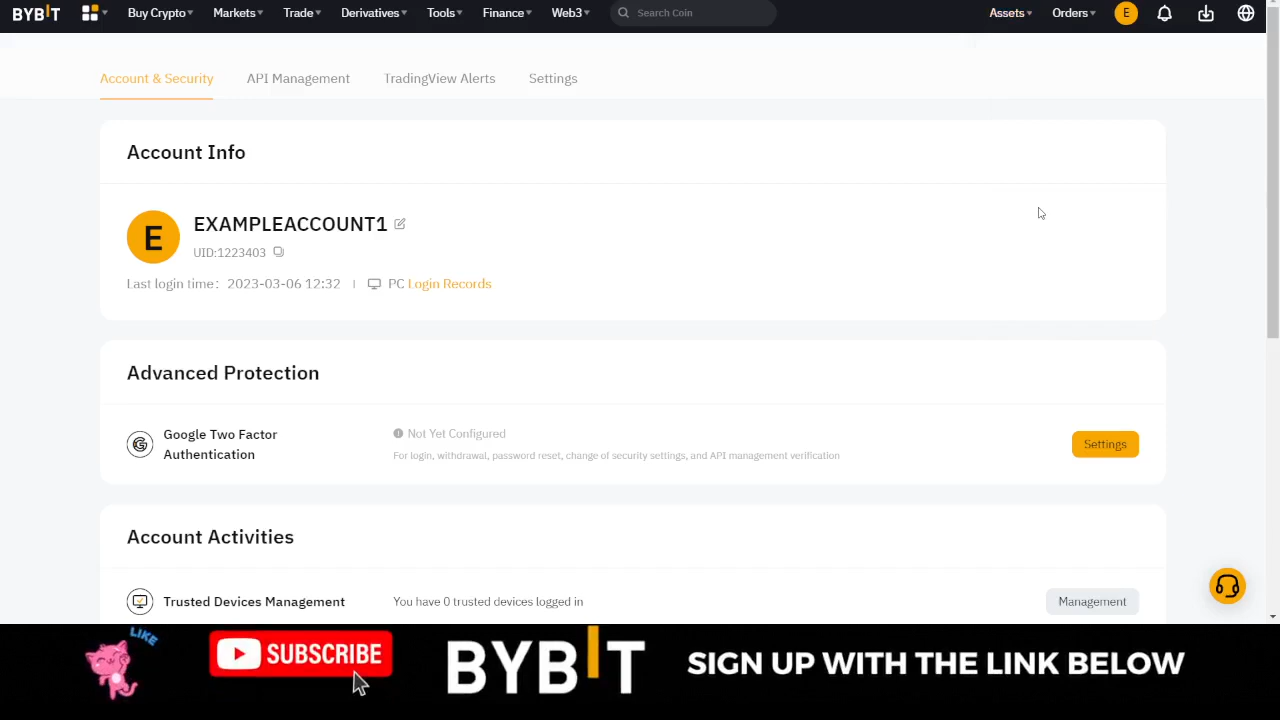 BYBIT Buy Crypto Markets Trade Derivatives Tools Finance Web3 Search Coin Assets Orders E
Account & Security API Management TradingView Alerts Settings
Account Info
E
EXAMPLEACCOUNT1
UID:1223403
Last login time: 2023-03-06 12:32 PC Login Records
Advanced Protection
Google Two Factor
Authentication
Not Yet Configured
For login, withdrawal, password reset, change of security settings, and API management verification
Settings
Account Activities
Trusted Devices Management You have 0 trusted devices logged in Management
LIKE
SUBSCRIBE
BYBIT
SIGN UP WITH THE LINK BELOW